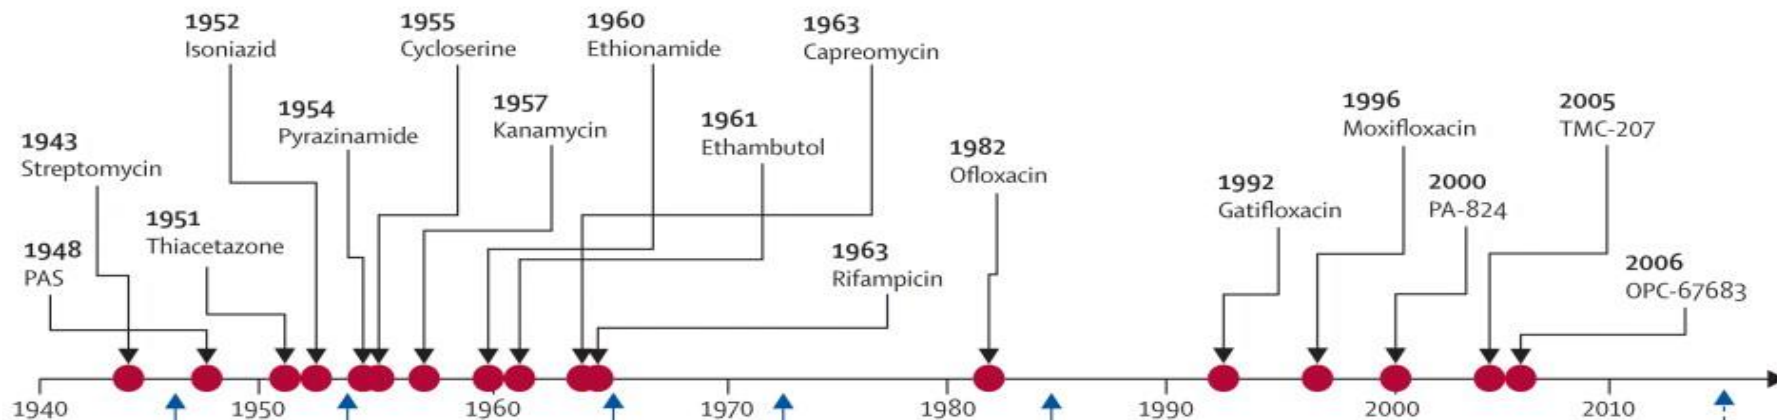 1952
Isoniazid
1955
Cycloserine
1960
Ethionamide
1963
Capreomycin
1954
Pyrazinamide
1957
Kanamycin
1961
Ethambutol
1996
Moxifloxacin
2005
TMC-207
1943
Streptomycin
1982
Ofloxacin
1992
Gatifloxacin
2000
PA-824
1951
Thiacetazone
1948
PAS
1963
Rifampicin
2006
OPC-67683
1940 1950 1960 1970 1980 1990 2000 2010